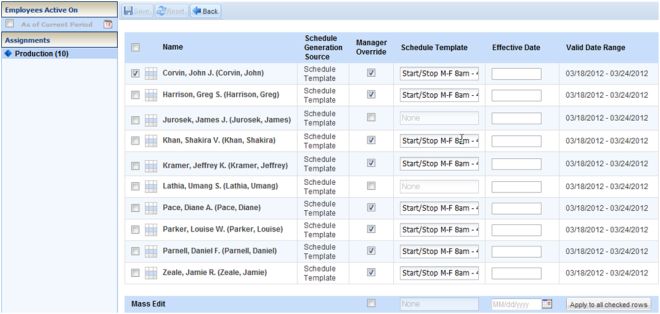 Employees Active On
As of Current Period
Assignments
Production (10)
Save Reset Back
Name Schedule Generation Source Manager Override Schedule Template Effective Date Valid Date Range
Corvin, John J. (Corvin, John) Schedule Template Start/Stop M-F 8am - 4 03/18/2012 - 03/24/2012
Harrison, Greg S. (Harrison, Greg) Schedule Template Start/Stop M-F 8am - 4 03/18/2012 - 03/24/2012
Jurosek, James J. (Jurosek, James) Schedule Template None 03/18/2012 - 03/24/2012
Khan, Shakira V. (Khan, Shakira) Schedule Template Start/Stop M-F 8am - 4 03/18/2012 - 03/24/2012
Kramer, Jeffrey K. (Kramer, Jeffrey) Schedule Template Start/Stop M-F 8am - 4 03/18/2012 - 03/24/2012
Lathia, Umang S. (Lathia, Umang) Schedule Template None 03/18/2012 - 03/24/2012
Pace, Diane A. (Pace, Diane) Schedule Template Start/Stop M-F 8am - 4 03/18/2012 - 03/24/2012
Parker, Louise W. (Parker, Louise) Schedule Template Start/Stop M-F 8am - 4 03/18/2012 - 03/24/2012
Parnell, Daniel F. (Parnell, Daniel) Schedule Template Start/Stop M-F 8am - 4 03/18/2012 - 03/24/2012
Zeale, Jamie R. (Zeale, Jamie) Schedule Template Start/Stop M-F 8am - 4 03/18/2012 - 03/24/2012
Mass Edit None MM/dd/yyyy Apply to all checked rows